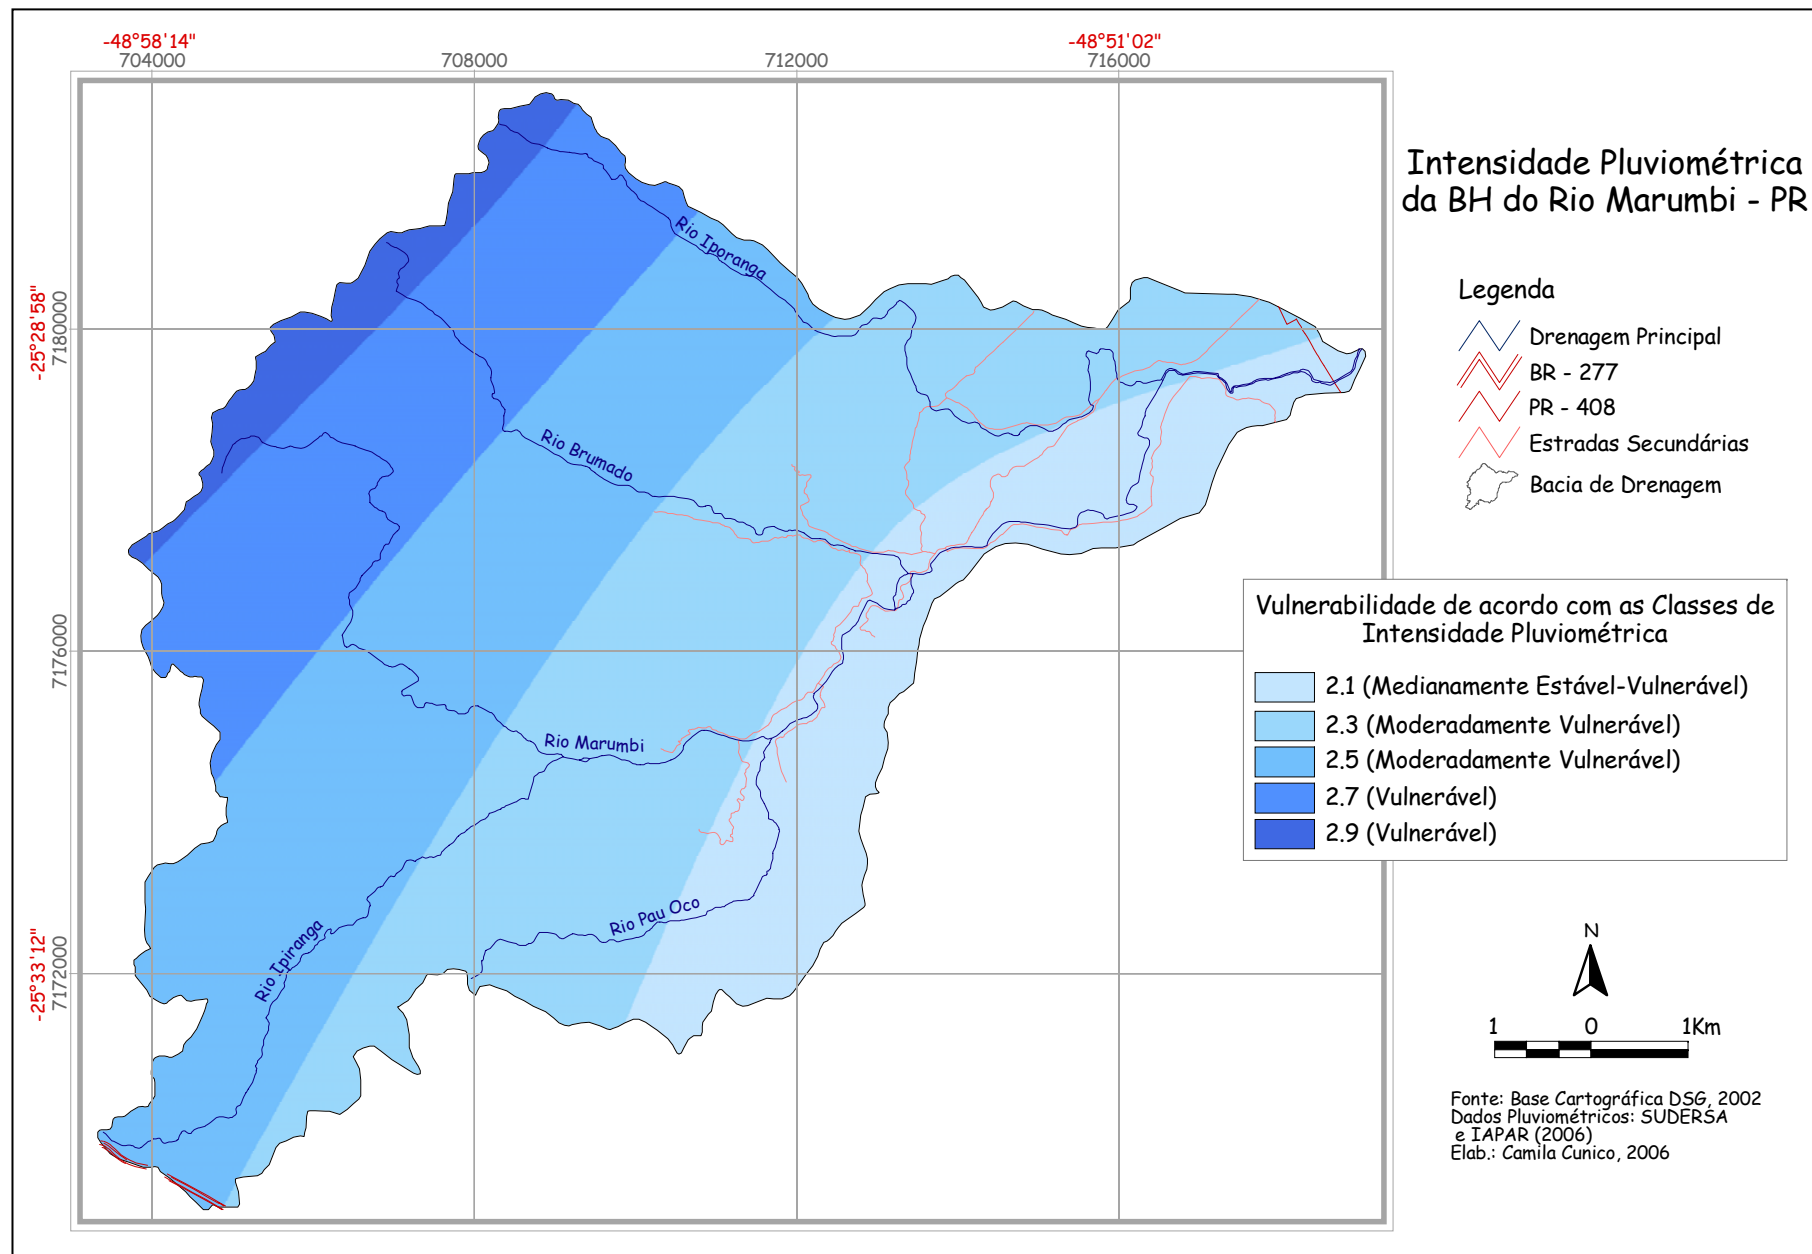 -48°58'14"
-48°51'02"
704000
708000
712000
716000
Intensidade Pluviométrica
da BH do Rio Marumbi - PR
-25°28'58"
7180000
7176000
-25°33'12"
7172000
Rio Iporanga
Rio Brumado
Rio Marumbi
Rio Pau Oco
Rio Ipiranga
Legenda
Drenagem Principal
BR - 277
PR - 408
Estradas Secundárias
Bacia de Drenagem
Vulnerabilidade de acordo com as Classes de
Intensidade Pluviométrica
2.1 (Medianamente Estável-Vulnerável)
2.3 (Moderadamente Vulnerável)
2.5 (Moderadamente Vulnerável)
2.7 (Vulnerável)
2.9 (Vulnerável)
N
1 0 1Km
Fonte: Base Cartográfica DSG, 2002
Dados Pluviométricos: SUDERSA
e IAPAR (2006)
Elab.: Camila Cunico, 2006